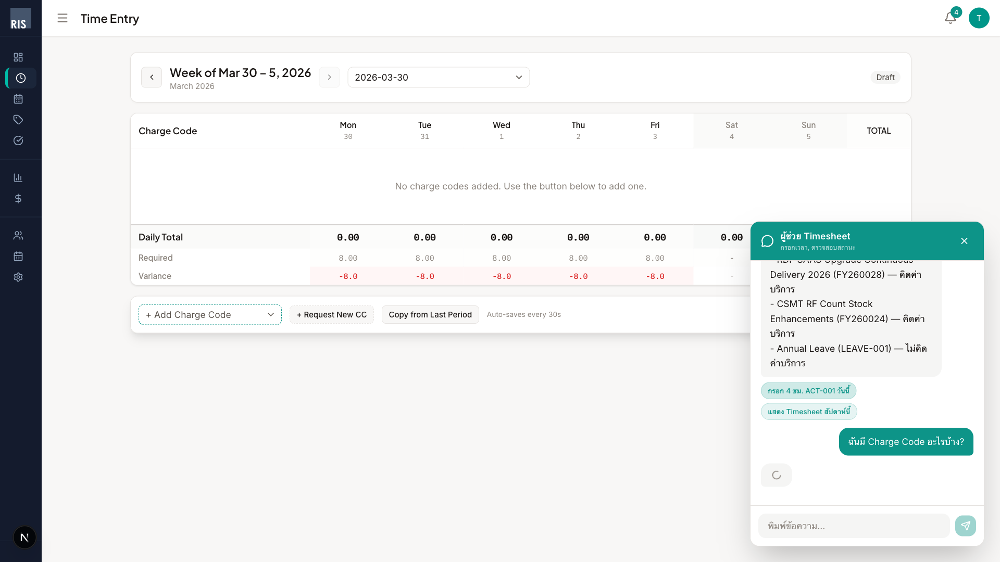 RIS
Time Entry
4
T
Week of Mar 30 – 5, 2026
March 2026
2026-03-30
Draft
Charge Code
Mon
30
Tue
31
Wed
1
Thu
2
Fri
3
Sat
4
Sun
5
TOTAL
No charge codes added. Use the button below to add one.
Daily Total 0.00 0.00 0.00 0.00 0.00 0.00
Required 8.00 8.00 8.00 8.00 8.00 -
Variance -8.0 -8.0 -8.0 -8.0 -8.0 -
+ Add Charge Code
+ Request New CC
Copy from Last Period
Auto-saves every 30s
ผู้ช่วย Timesheet
กรอกเวลา, ตรวจสอบสถานะ
- RDP SAAS Upgrade Continuous
Delivery 2026 (FY260028) — คิดค่า
บริการ
- CSMT RF Count Stock
Enhancements (FY260024) — คิดค่า
บริการ
- Annual Leave (LEAVE-001) — ไม่คิด
ค่าบริการ
กรอก 4 ชม. ACT-001 วันนี้
แสดง Timesheet สัปดาห์นี้
ฉันมี Charge Code อะไรบ้าง?
พิมพ์ข้อความ...
N